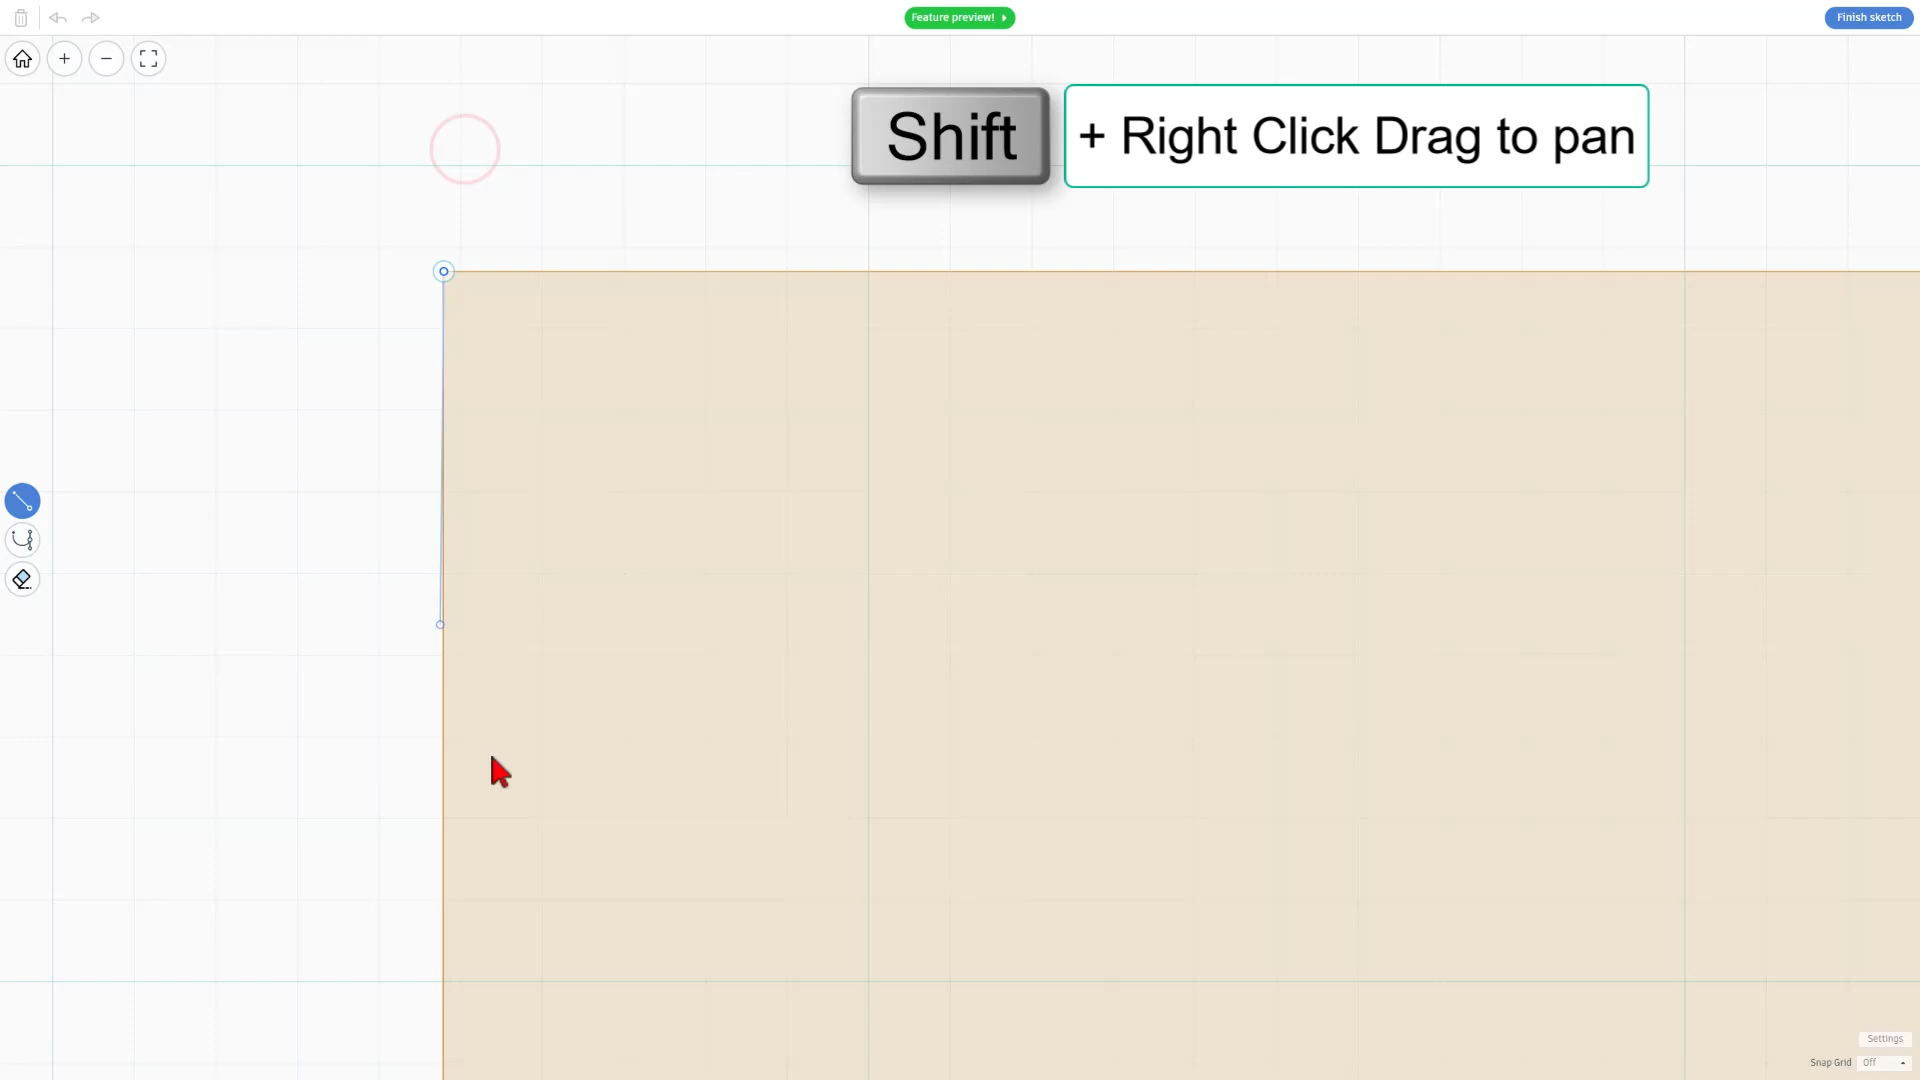 Feature preview!
Finish sketch
Shift + Right Click Drag to pan
Settings
Snap Grid Off